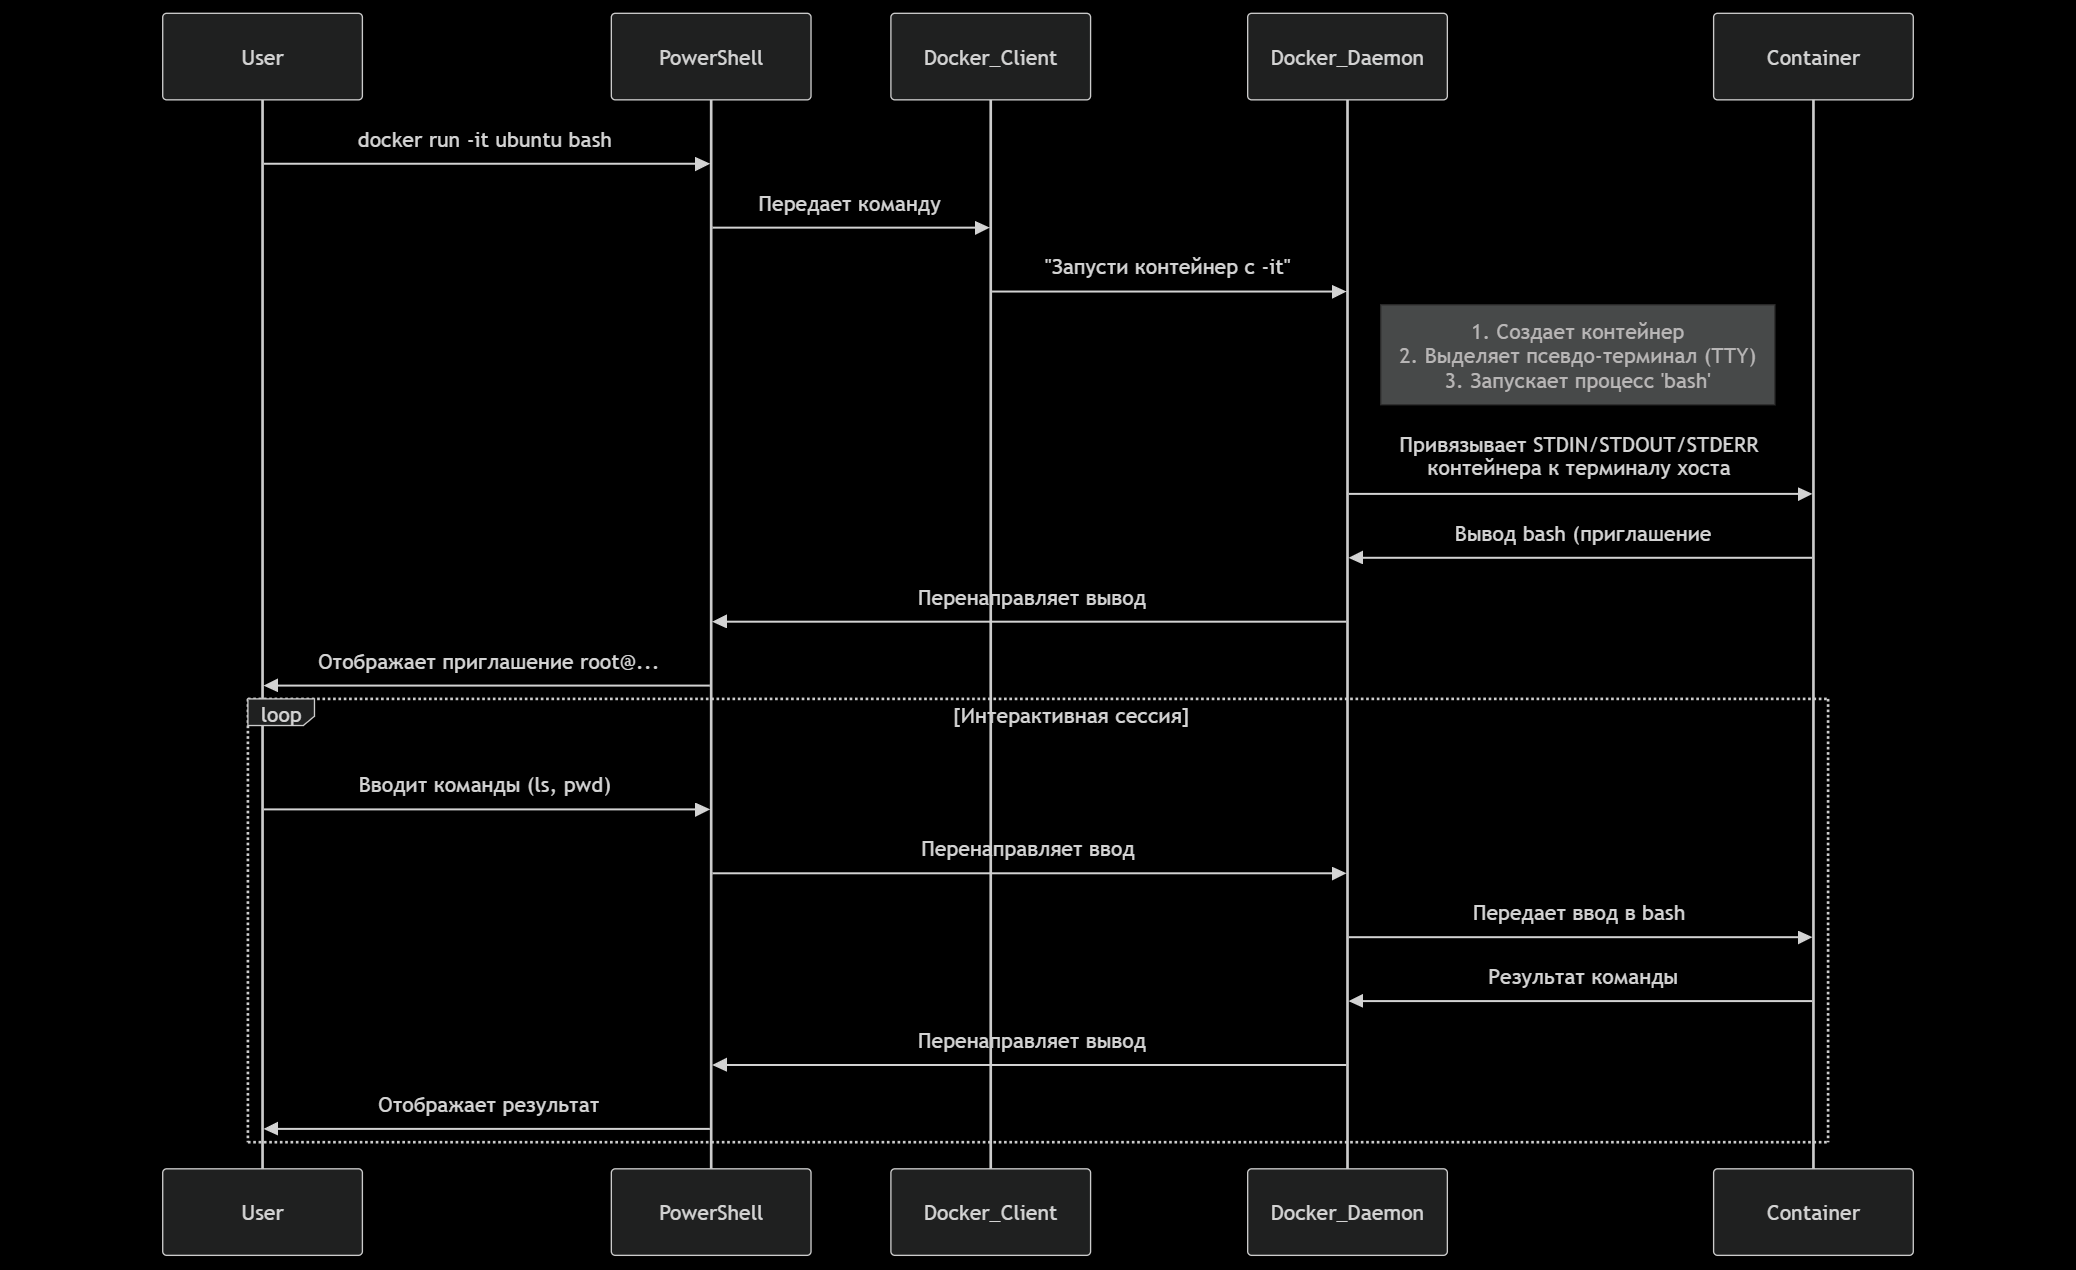 User
PowerShell
Docker_Client
Docker_Daemon
Container
docker run -it ubuntu bash
Передает команду
"Запусти контейнер с -it"
1. Создает контейнер
2. Выделяет псевдо-терминал (TTY)
3. Запускает процесс 'bash'
Привязывает STDIN/STDOUT/STDERR
контейнера к терминалу хоста
Вывод bash (приглашение
Перенаправляет вывод
Отображает приглашение root@...
loop
[Интерактивная сессия]
Вводит команды (ls, pwd)
Перенаправляет ввод
Передает ввод в bash
Результат команды
Перенаправляет вывод
Отображает результат
User
PowerShell
Docker_Client
Docker_Daemon
Container